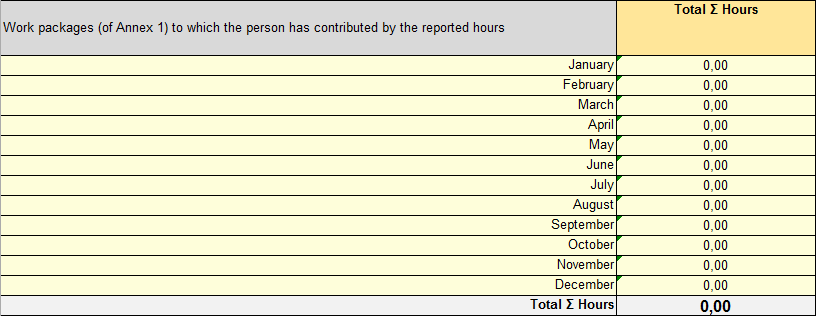 Total Σ Hours
Work packages (of Annex 1) to which the person has contributed by the reported hours
January 0,00
February 0,00
March 0,00
April 0,00
May 0,00
June 0,00
July 0,00
August 0,00
September 0,00
October 0,00
November 0,00
December 0,00
Total Σ Hours 0,00